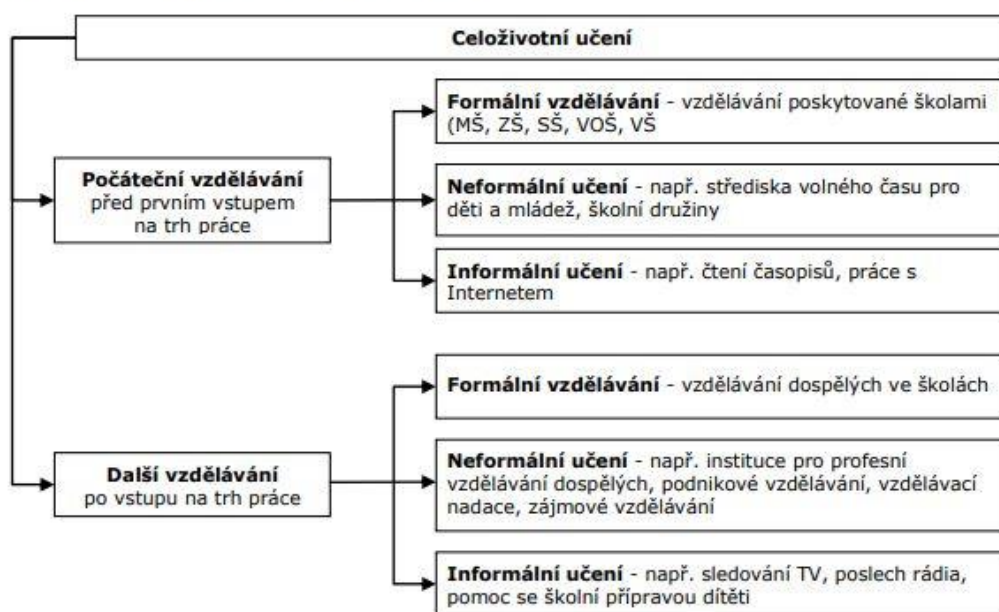 Celoživotní učení
Formální vzdělávání - vzdělávání poskytované školami
(MŠ, ZŠ, SŠ, VOŠ, VŠ
Počáteční vzdělávání
před prvním vstupem
na trh práce
Neformální učení - např. střediska volného času pro
děti a mládež, školní družiny
Informální učení - např. čtení časopisů, práce s
Internetem
Formální vzdělávání - vzdělávání dospělých ve školách
Další vzdělávání
po vstupu na trh práce
Neformální učení - např. instituce pro profesní
vzdělávání dospělých, podnikové vzdělávání, vzdělávací
nadace, zájmové vzdělávání
Informální učení - např. sledování TV, poslech rádia,
pomoc se školní přípravou dítěti